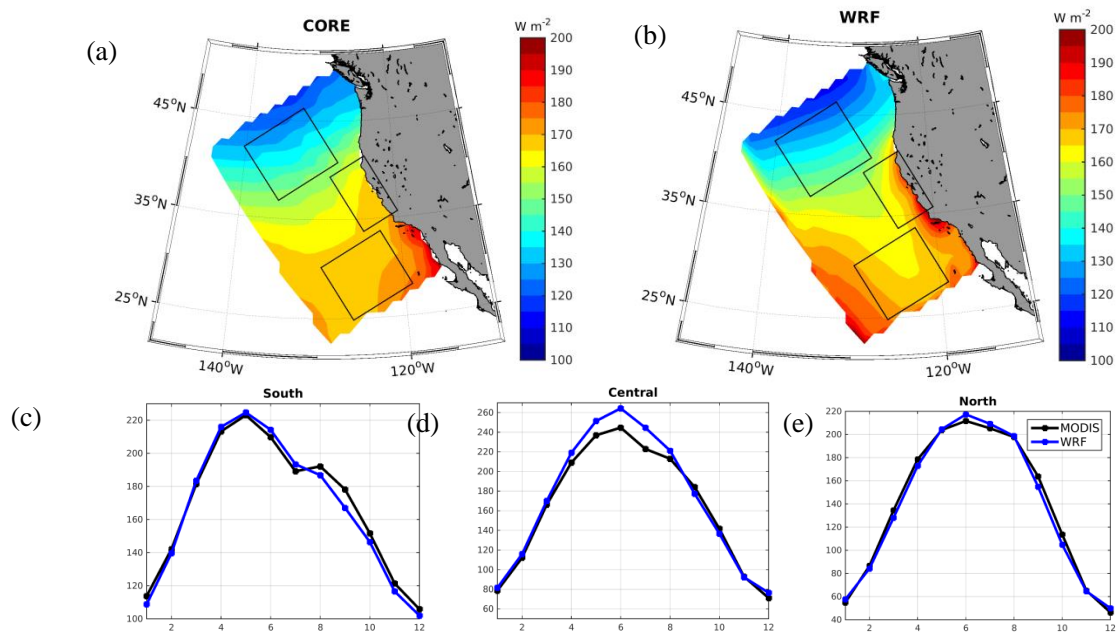 CORE
(a)
W m-2
200
190
180
170
160
150
140
130
120
110
100
45°N
35°N
25°N
140°W
120°W
WRF
(b)
W m-2
200
190
180
170
160
150
140
130
120
110
100
45°N
35°N
25°N
140°W
120°W
(c)
South
220
200
180
160
140
120
100
2 4 6 8 10 12
(d)
Central
260
240
220
200
180
160
140
120
100
80
60
2 4 6 8 10 12
(e)
North
220
200
180
160
140
120
100
80
60
40
2 4 6 8 10 12
MODIS
WRF